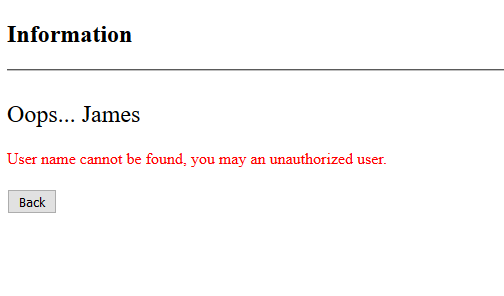 Information
Oops... James
User name cannot be found, you may an unauthorized user.
Back